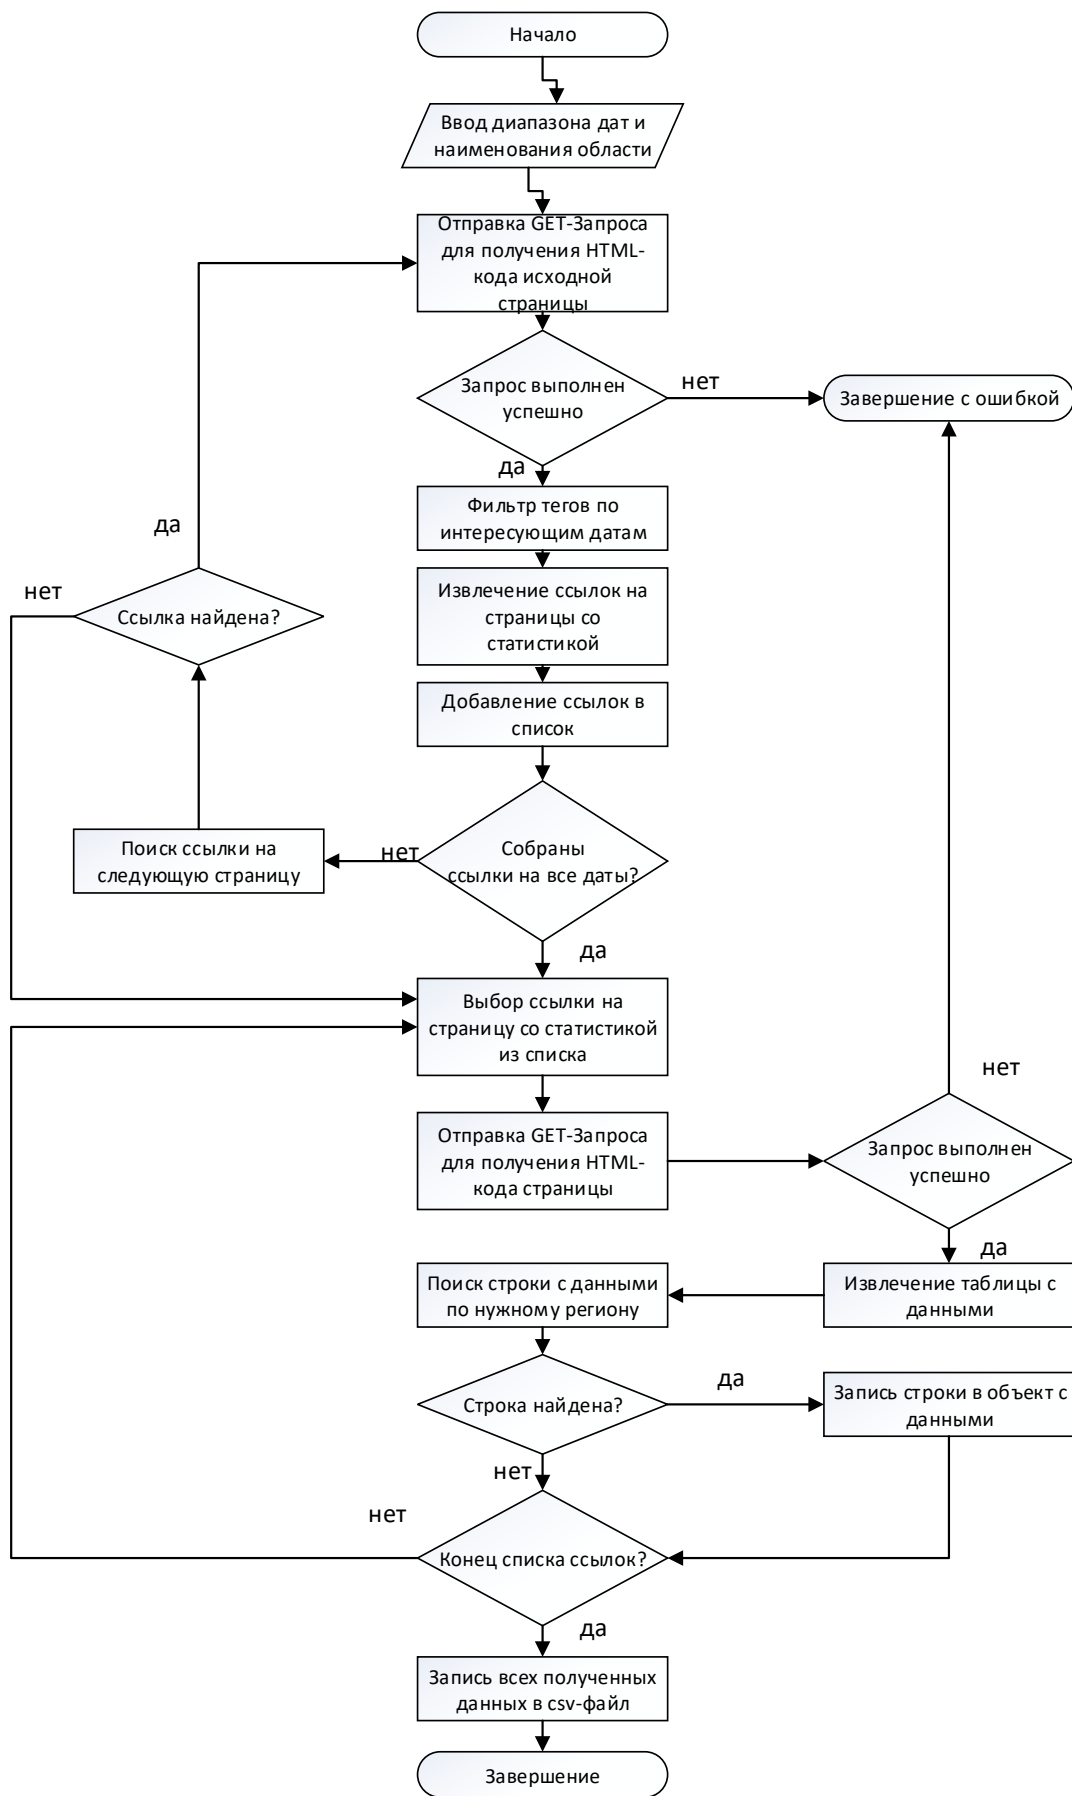 Начало
Ввод диапазона дат и
наименования области
Отправка GET-Запроса
для получения HTML-
кода исходной
страницы
Запрос выполнен
успешно
нет
Завершение с ошибкой
да
Фильтр тегов по
интересующим датам
да
нет
Ссылка найдена?
Извлечение ссылок на
страницы со
статистикой
Добавление ссылок в
список
Поиск ссылки на
следующую страницу
нет
Собраны
ссылки на все даты?
да
Выбор ссылки на
страницу со статистикой
из списка
нет
Отправка GET-Запроса
для получения HTML-
кода страницы
Запрос выполнен
успешно
да
Поиск строки с данными
по нужному региону
Извлечение таблицы с
данными
Строка найдена?
да
Запись строки в объект с
данными
нет
нет
Конец списка ссылок?
да
Запись всех полученных
данных в csv-файл
Завершение